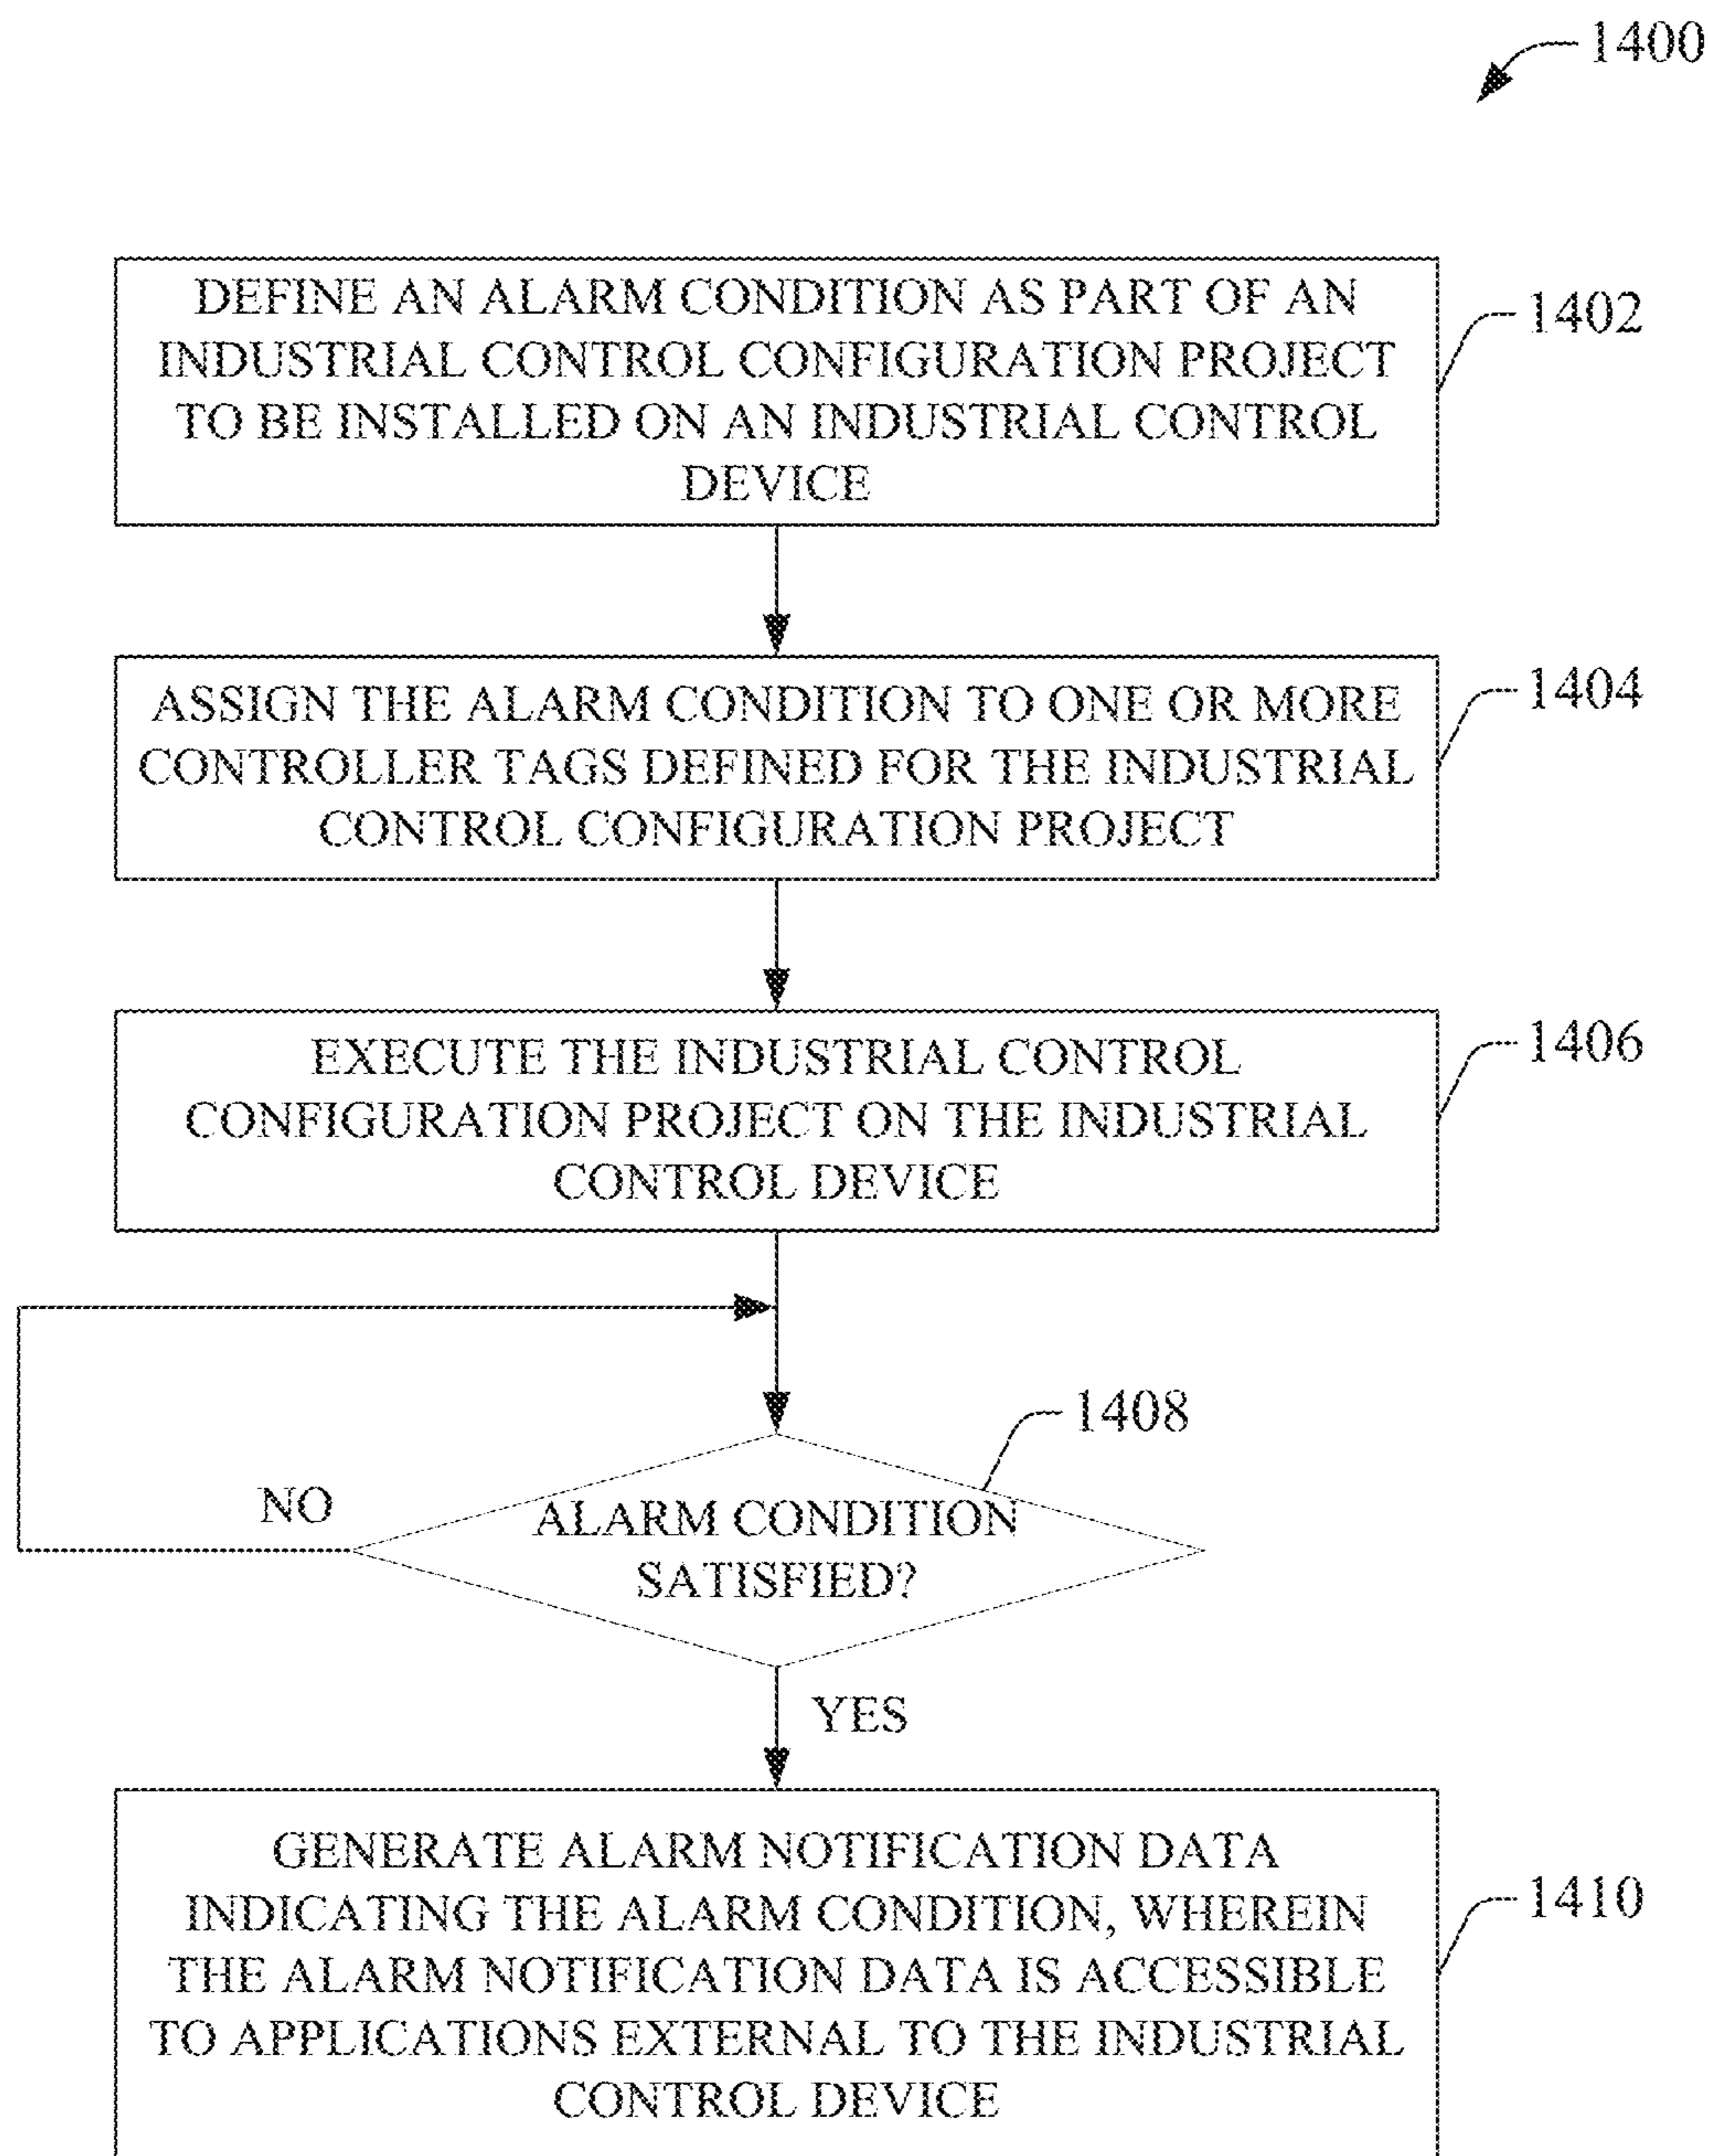 1400
DEFINE AN ALARM CONDITION AS PART OF AN
INDUSTRIAL CONTROL CONFIGURATION PROJECT
TO BE INSTALLED ON AN INDUSTRIAL CONTROL
DEVICE
1402
ASSIGN THE ALARM CONDITION TO ONE OR MORE
CONTROLLER TAGS DEFINED FOR THE INDUSTRIAL
CONTROL CONFIGURATION PROJECT
1404
EXECUTE THE INDUSTRIAL CONTROL
CONFIGURATION PROJECT ON THE INDUSTRIAL
CONTROL DEVICE
1406
1408
NO
ALARM CONDITION
SATISFIED?
YES
GENERATE ALARM NOTIFICATION DATA
INDICATING THE ALARM CONDITION, WHEREIN
THE ALARM NOTIFICATION DATA IS ACCESSIBLE
TO APPLICATIONS EXTERNAL TO THE INDUSTRIAL
CONTROL DEVICE
1410